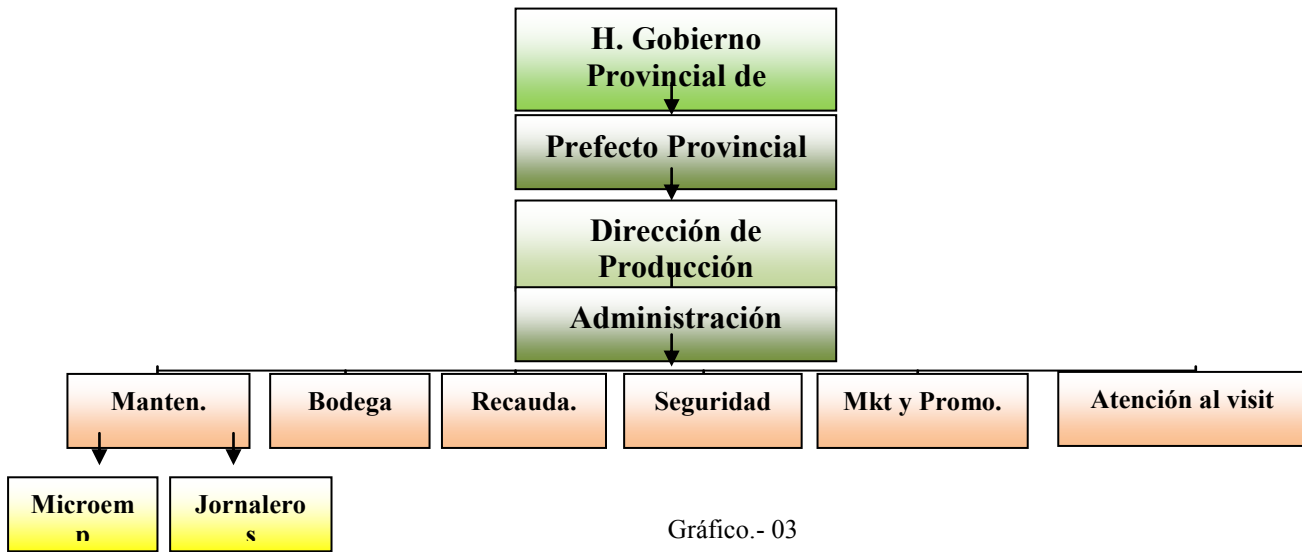 H. Gobierno
Provincial de
Prefecto Provincial
Dirección de
Producción
Administración
Manten.
Bodega
Recauda.
Seguridad
Mkt y Promo.
Atención al visit
Microem
p
Jornalero
s
Gráfico.- 03